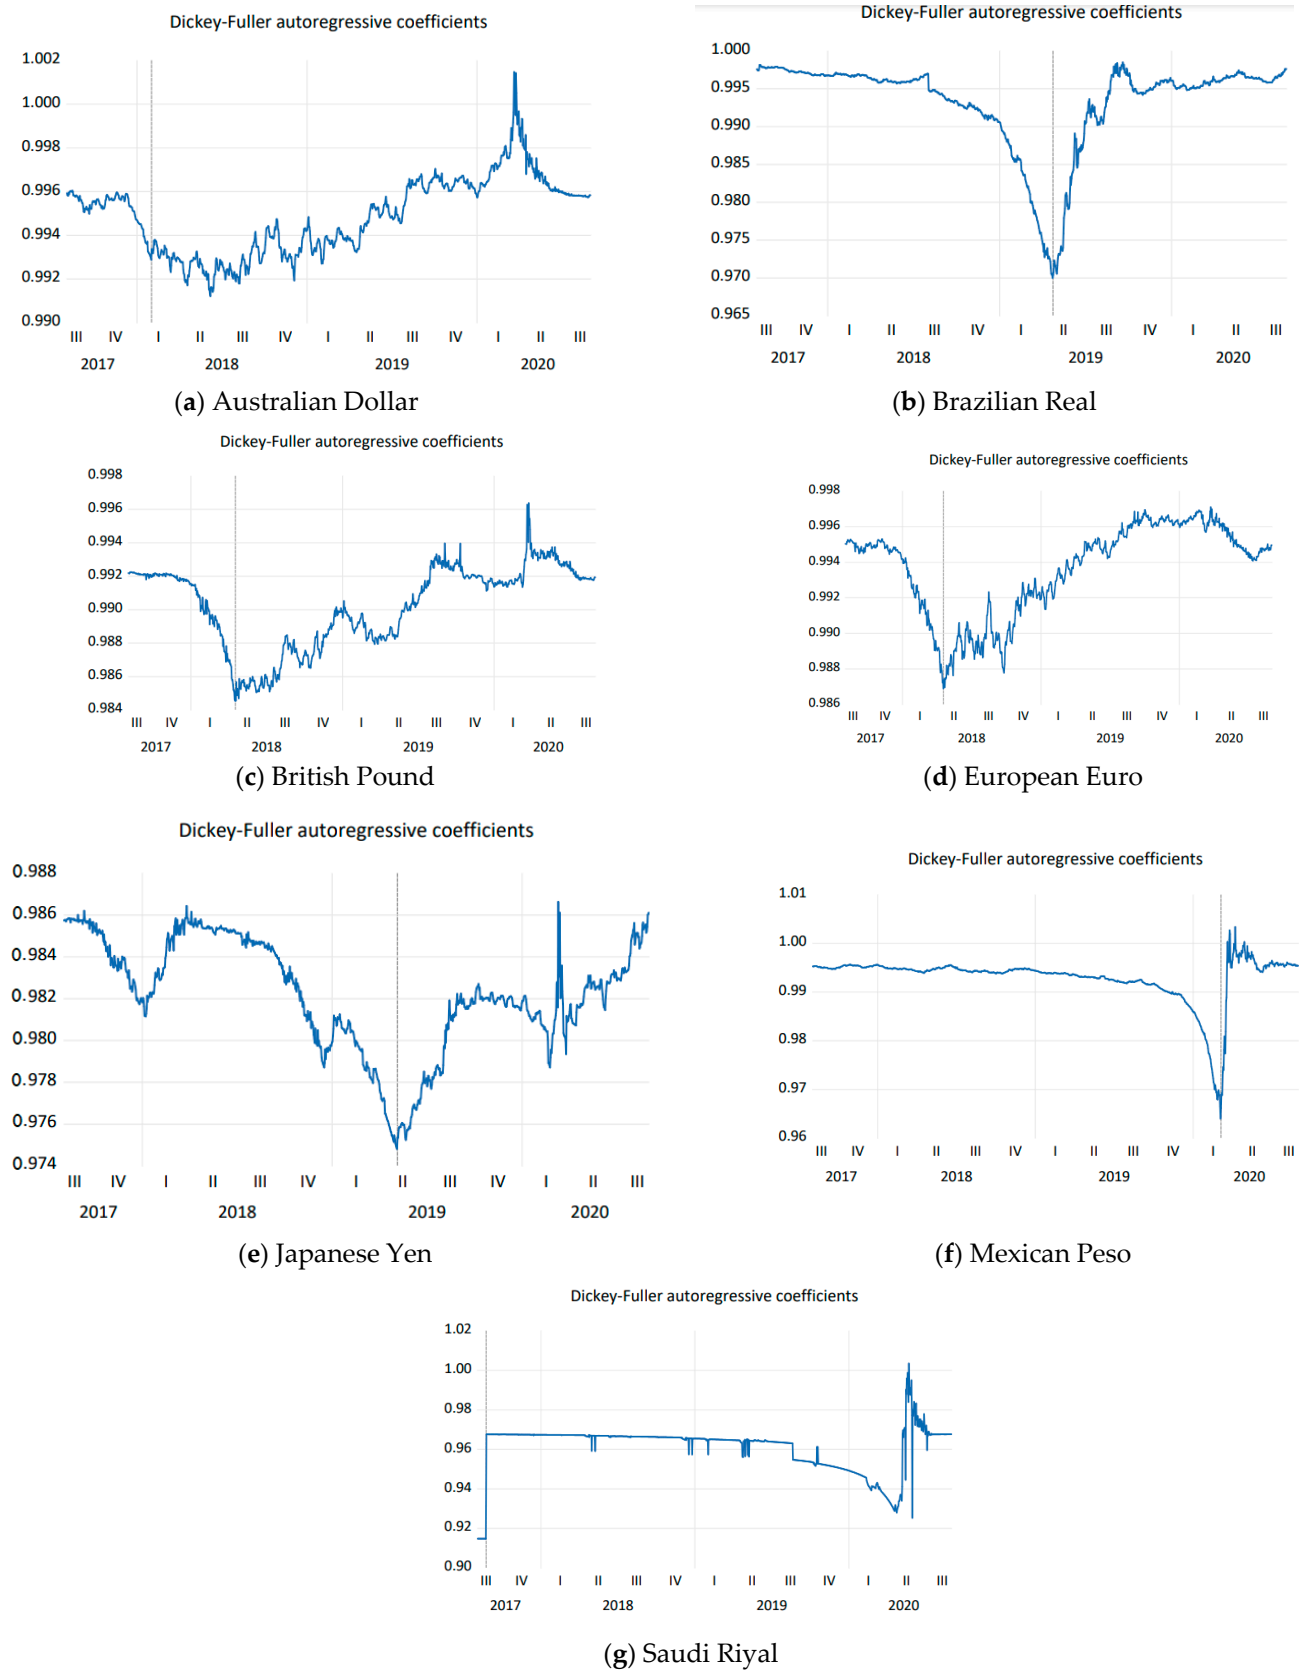 Dickey-Fuller autoregressive coefficients
1.002
1.000
0.998
0.996
0.994
0.992
0.990
III IV I II III IV I II III IV I II III
2017 2018 2019 2020
(a) Australian Dollar
Dickey-Fuller autoregressive coefficients
1.000
0.995
0.990
0.985
0.980
0.975
0.970
0.965
III IV I II III IV I II III IV I II III
2017 2018 2019 2020
(b) Brazilian Real
Dickey-Fuller autoregressive coefficients
0.998
0.996
0.994
0.992
0.990
0.988
0.986
0.984
III IV I II III IV I II III IV I II III
2017 2018 2019 2020
(c) British Pound
Dickey-Fuller autoregressive coefficients
0.998
0.996
0.994
0.992
0.990
0.988
0.986
III IV I II III IV I II III IV I II III
2017 2018 2019 2020
(d) European Euro
Dickey-Fuller autoregressive coefficients
0.988
0.986
0.984
0.982
0.980
0.978
0.976
0.974
III IV I II III IV I II III IV I II III
2017 2018 2019 2020
(e) Japanese Yen
Dickey-Fuller autoregressive coefficients
1.01
1.00
0.99
0.98
0.97
0.96
III IV I II III IV I II III IV I II III
2017 2018 2019 2020
(f) Mexican Peso
Dickey-Fuller autoregressive coefficients
1.02
1.00
0.98
0.96
0.94
0.92
0.90
III IV I II III IV I II III IV I II III
2017 2018 2019 2020
(g) Saudi Riyal